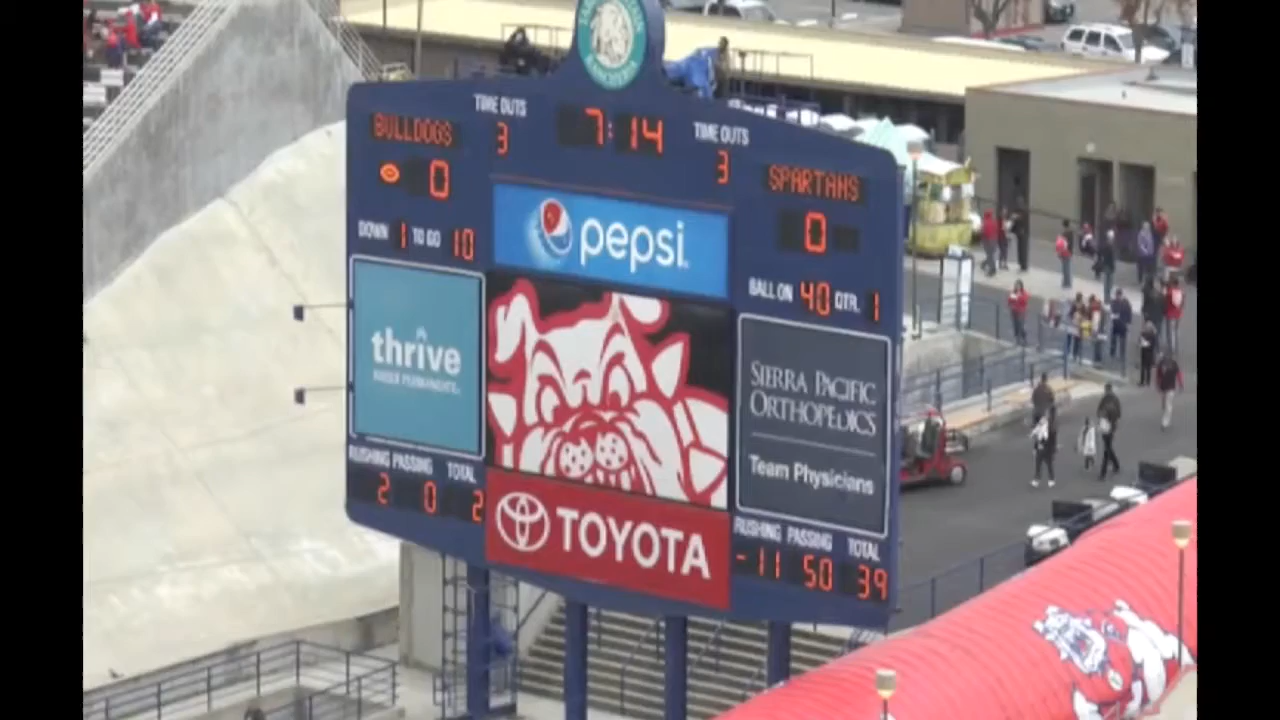 TIME OUTS
BULLDOGS 3 7:14 TIME OUTS
0 3 SPARTANS
pepsi
0
DOWN 1 TO GO 10
BALL ON 40 QTR. 1
thrive
KAISER PERMANENTE
SIERRA PACIFIC
ORTHOPEDICS
Team Physicians
RUSHING PASSING TOTAL
2 0 2
TOYOTA
RUSHING PASSING TOTAL
-11 50 39